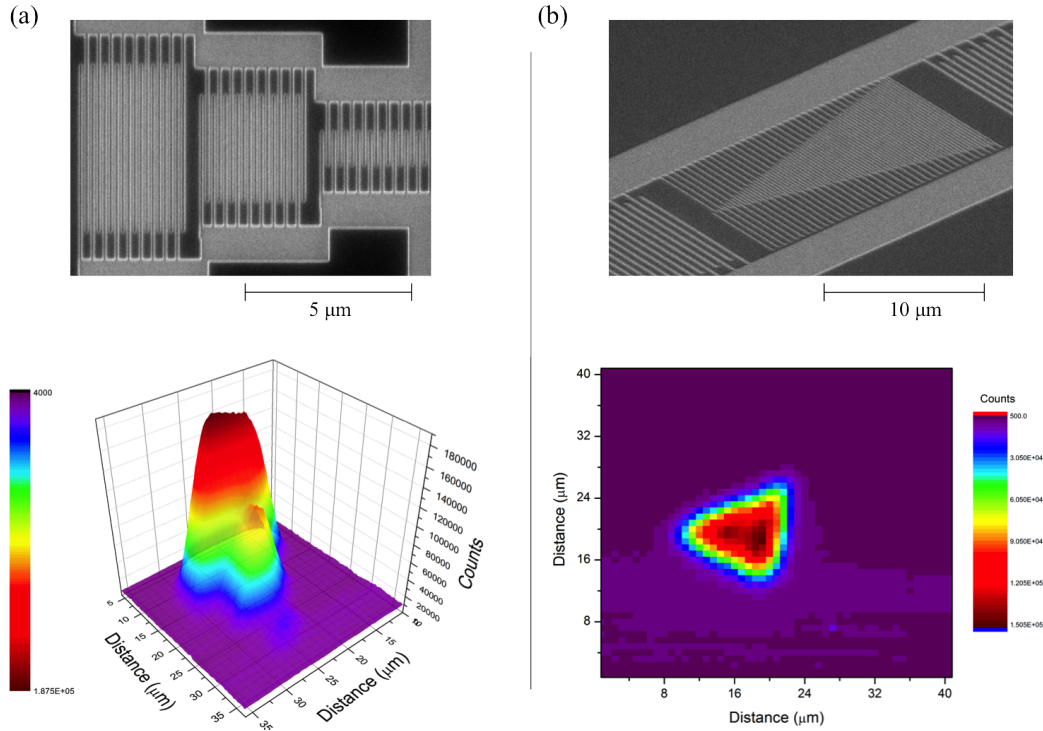 (a)
(b)
5 μm
10 μm
4000
1.875E+05
180000
160000
140000
120000
100000
80000
60000
40000
20000
Counts
5
10
15
20
25
30
35
Distance (μm)
15
20
25
30
35
Distance (μm)
40
32
24
16
8
Distance (μm)
8
16
24
32
40
Distance (μm)
Counts
500.0
3.050E+04
6.050E+04
9.050E+04
1.205E+05
1.505E+05